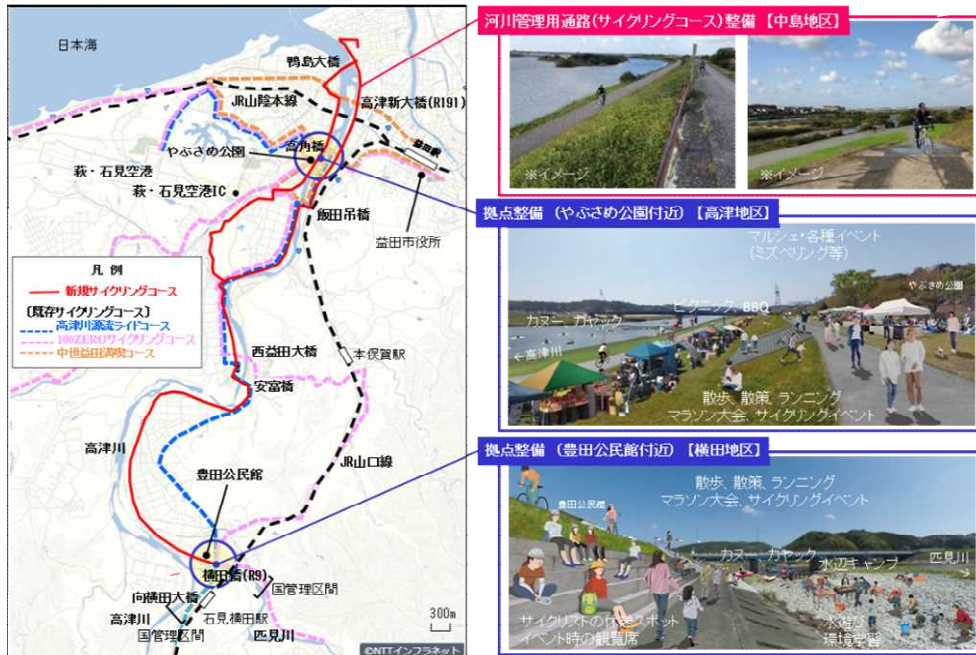 日本海
鴨島大橋
JR山陰本線
高津新大橋(R191)
やぶさめ公園
高角橋
益田駅
萩・石見空港
萩・石見空港IC
飯田吊橋
益田市役所
凡 例
新規サイクリングコース
〔既存サイクリングコース〕
高津川源流ライドコース
100ZEROサイクリングコース
中世益田満喫コース
西益田大橋
本俣賀駅
安富橋
高津川
豊田公民館
JR山口線
横田橋(R9)
国管理区間
向横田大橋
高津川
石見横田駅
国管理区間
匹見川
300m
©NTTインフラネット
河川管理用通路(サイクリングコース)整備 【中島地区】
※イメージ
※イメージ
拠点整備 (やぶさめ公園付近) 【高津地区】
マルシェ・各種イベント
(ミズベリング等)
やぶさめ公園
ピクニック、BBQ
カヌー カヤック
←高津川
散歩、散策、ランニング
マラソン大会、サイクリングイベント
拠点整備 (豊田公民館付近) 【横田地区】
散歩、散策、ランニング
マラソン大会、サイクリングイベント
豊田公民館
カヌー カヤック
水辺キャンプ
匹見川
→
サイクリストの休憩スポット
イベント時の観覧席
水遊び
環境学習